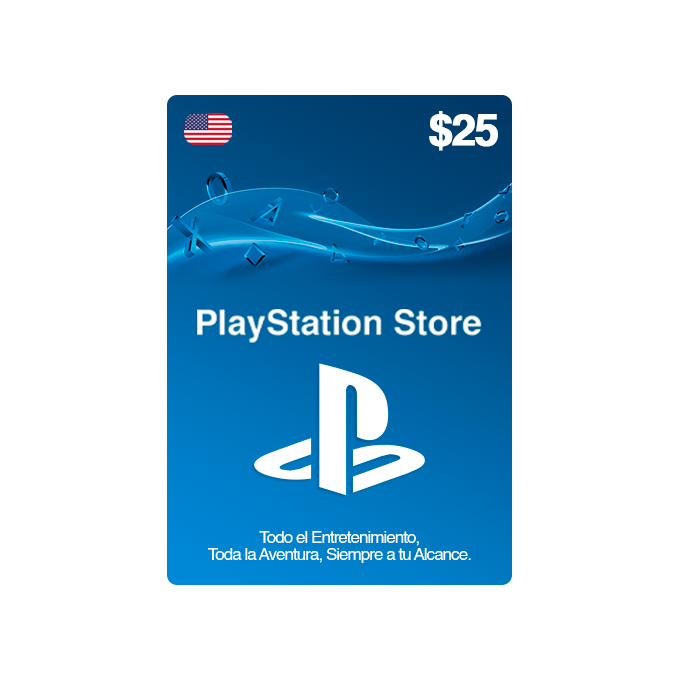 $25
PlayStation Store
Todo el Entretenimiento,
Toda la Aventura, Siempre a tu Alcance.